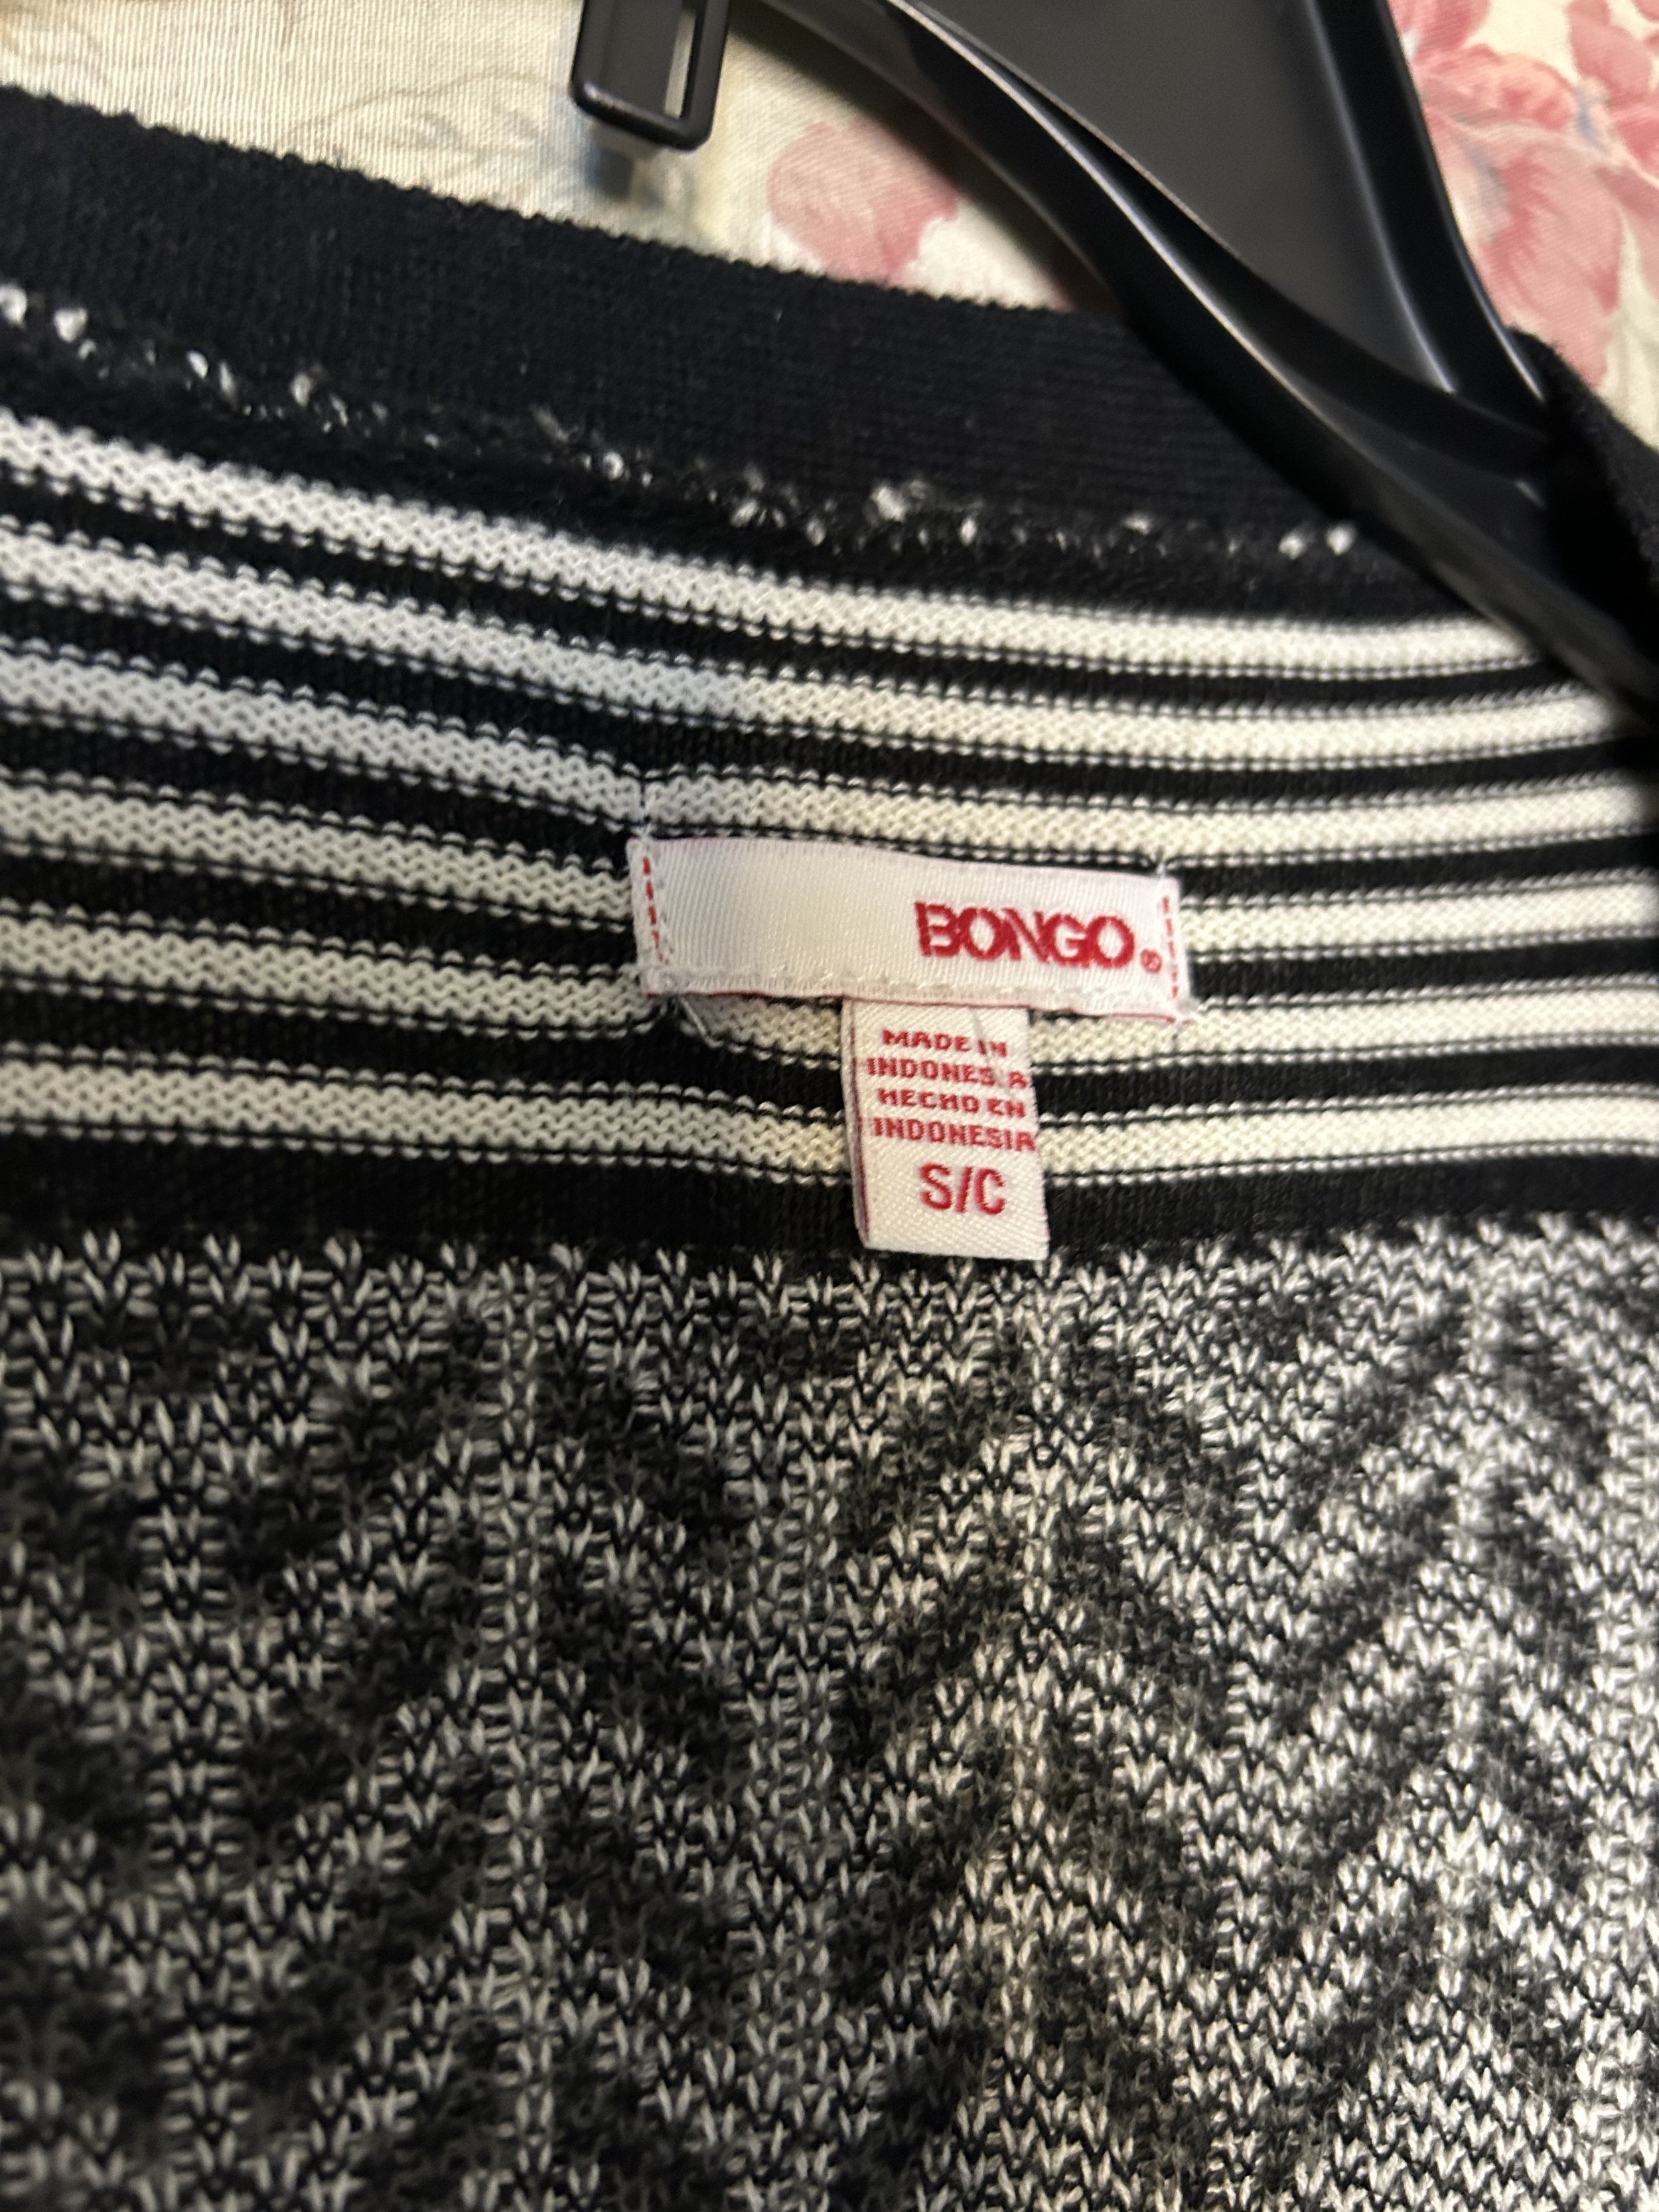 BONGO®
MADE IN
INDONESIA
HECHO EN
INDONESIA
S/C